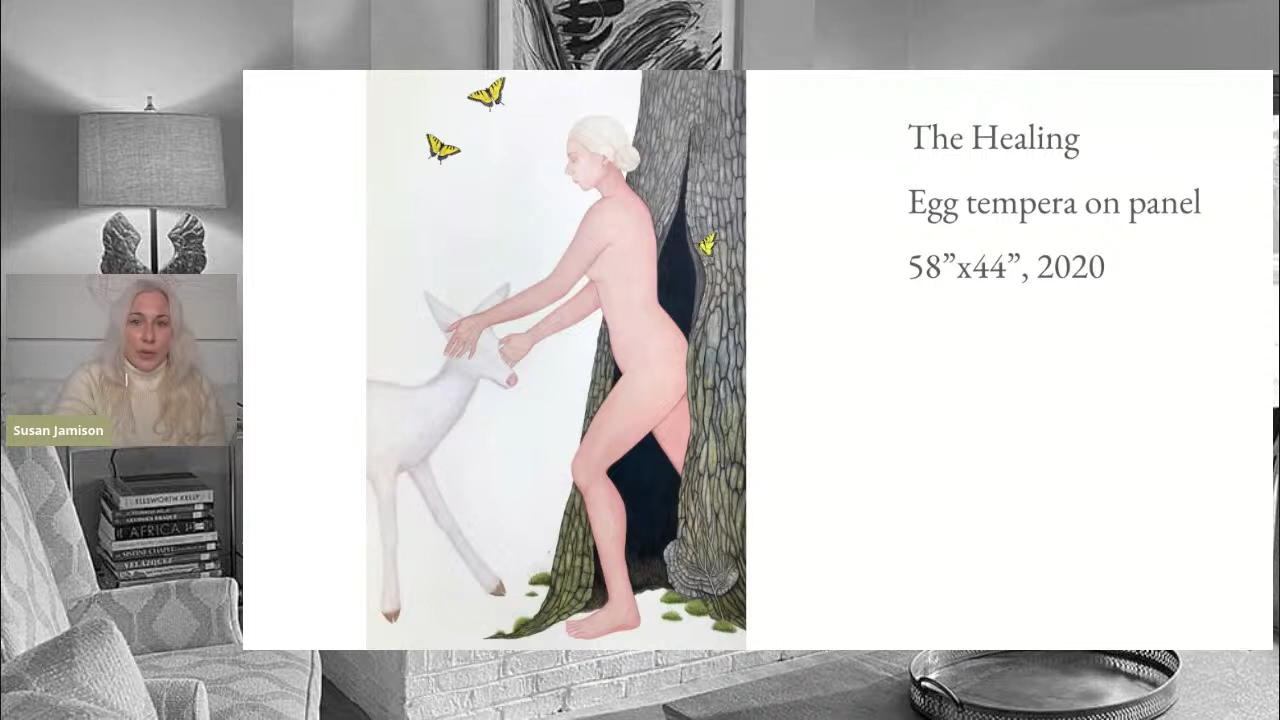 The Healing
Egg tempera on panel
58”x44”, 2020
Susan Jamison
ELLSWORTH KELLY
AFRICA
SISTINE CHAPEL
VELAZQUEZ